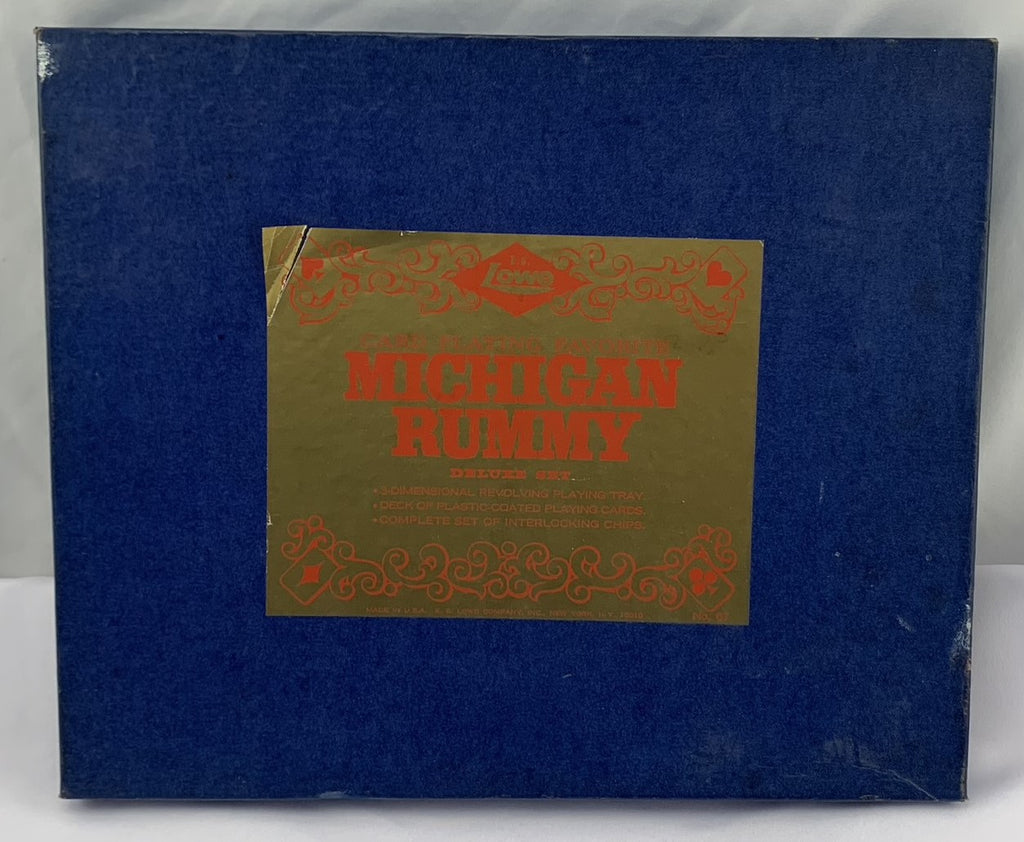 E.S.
Lowe
CARD PLAYING FAVORITE
MICHIGAN
RUMMY
DELUXE SET
• 3-DIMENSIONAL REVOLVING PLAYING TRAY.
• DECK OF PLASTIC-COATED PLAYING CARDS.
• COMPLETE SET OF INTERLOCKING CHIPS.
MADE IN U.S.A. E. S. LOWE COMPANY, INC., NEW YORK, N.Y. 10010